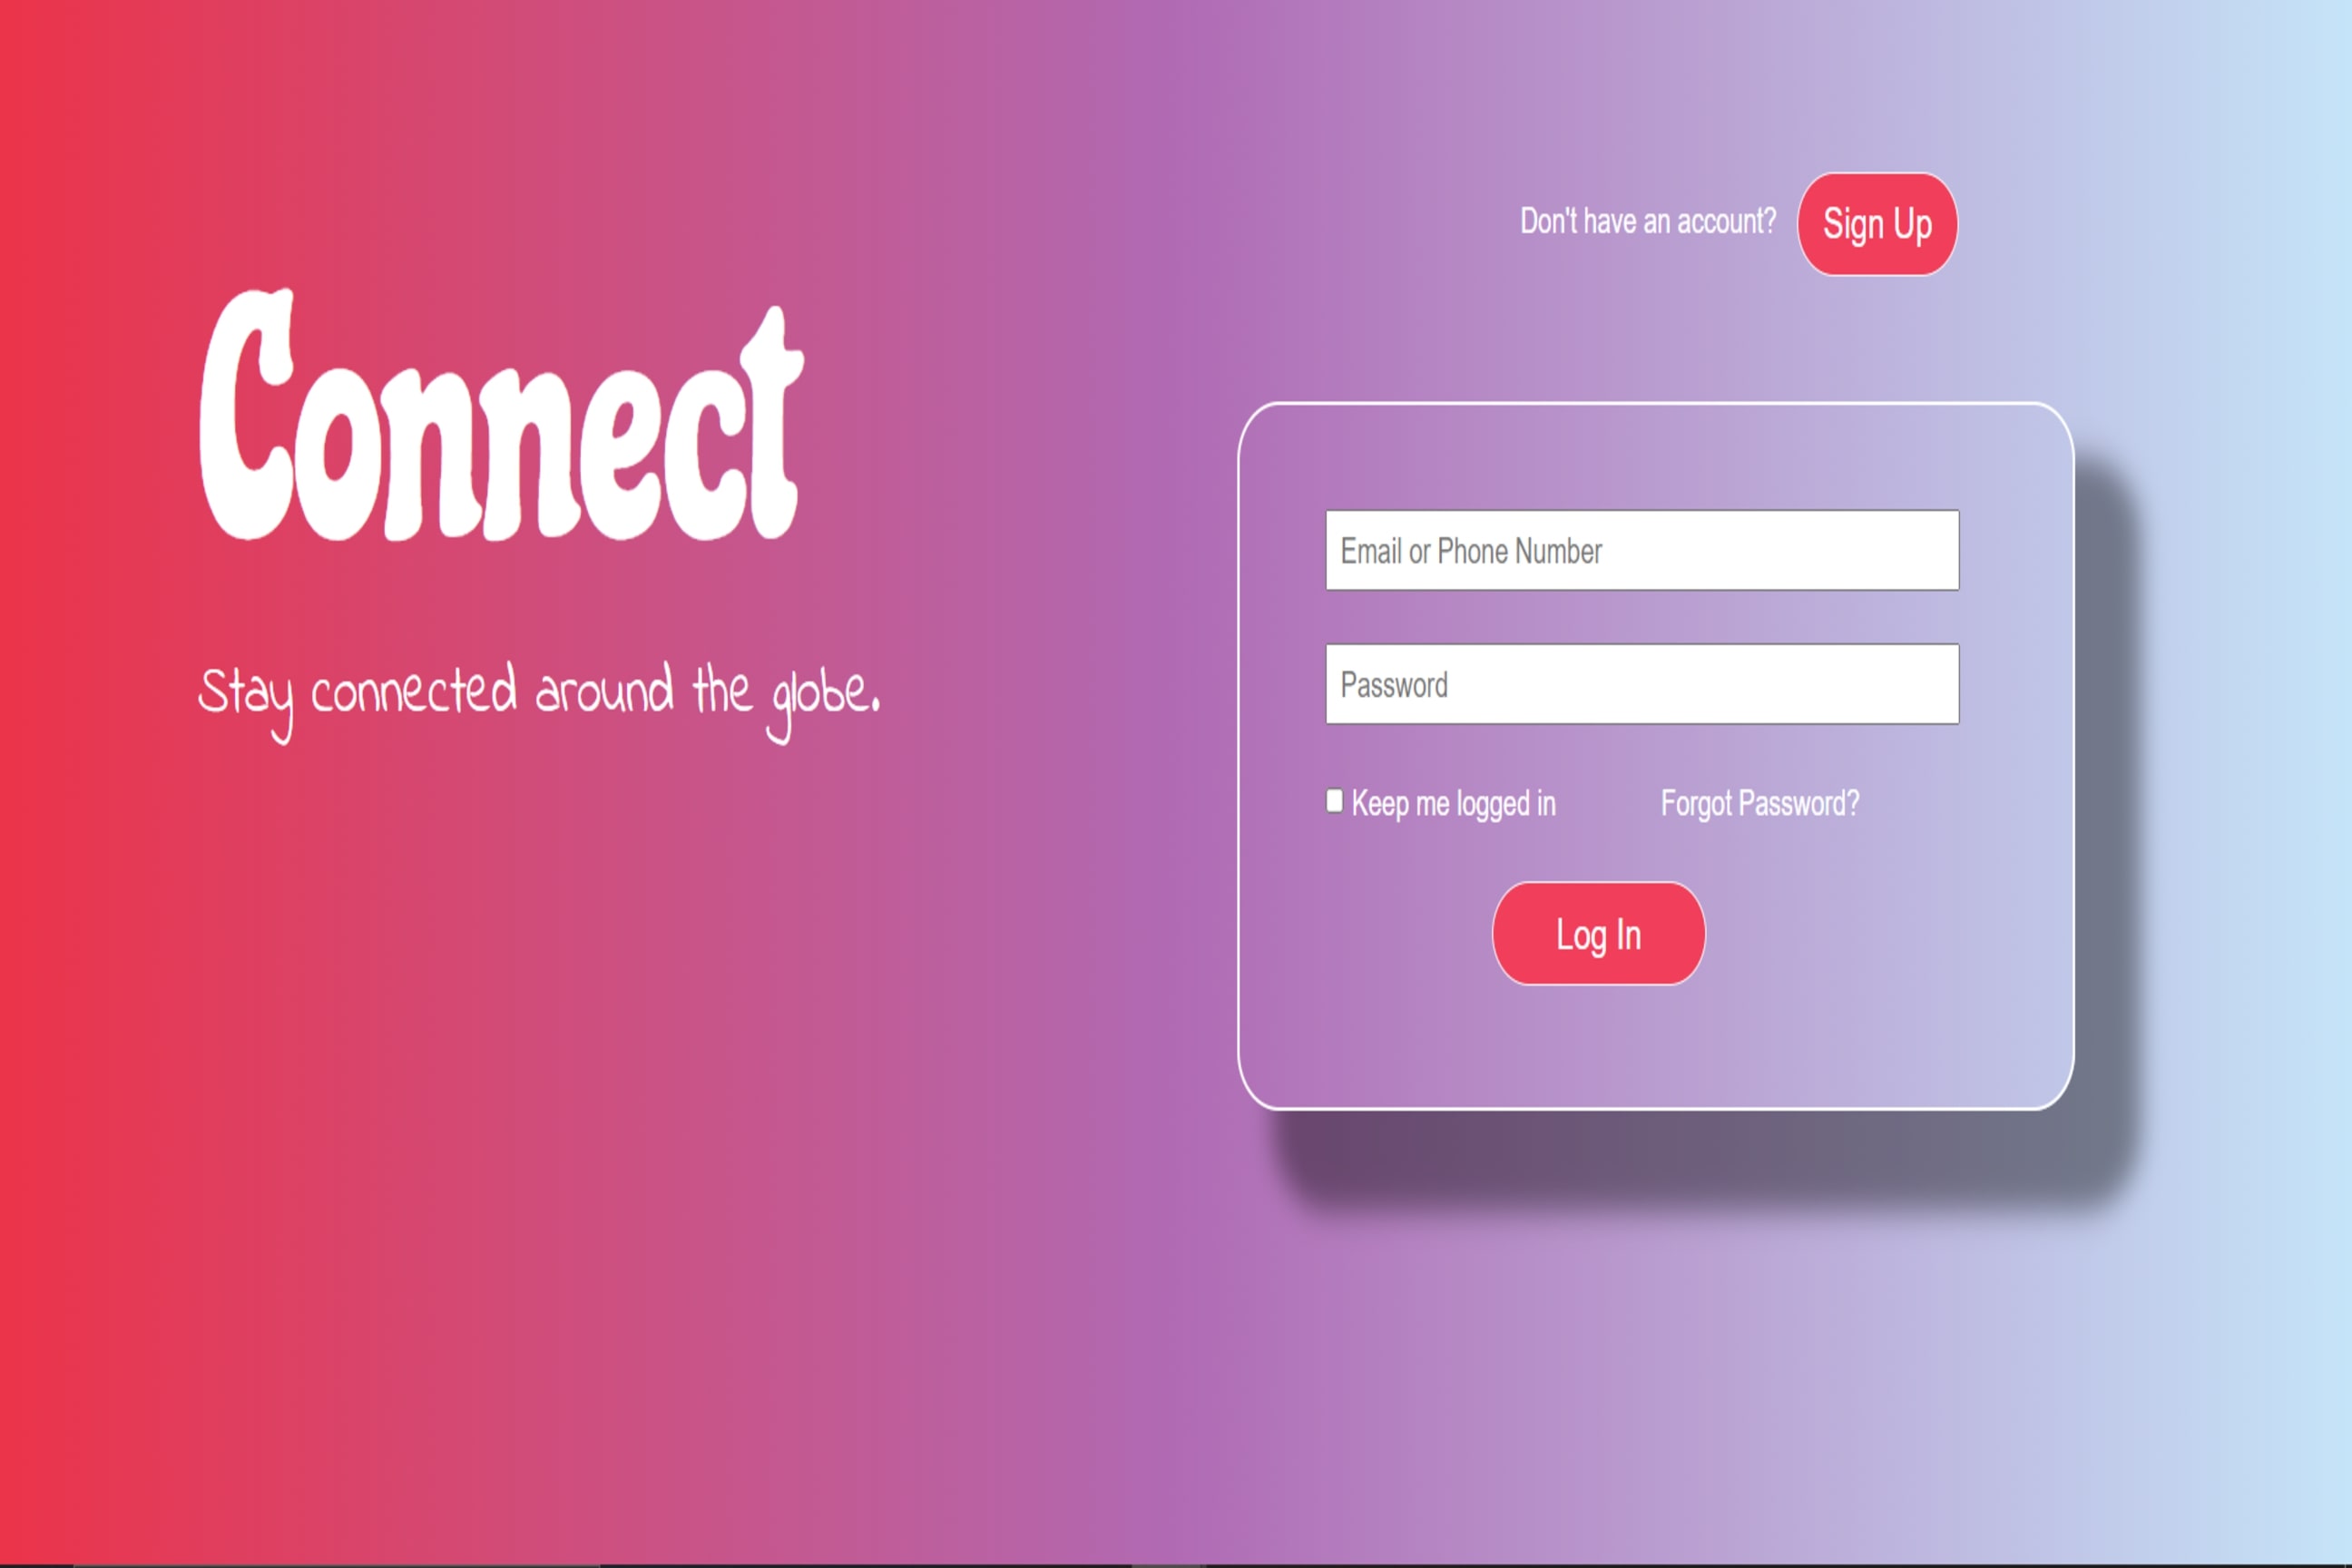 Don't have an account? Sign Up
Connect
Stay connected around the globe.
Email or Phone Number
Password
Keep me logged in Forgot Password?
Log In